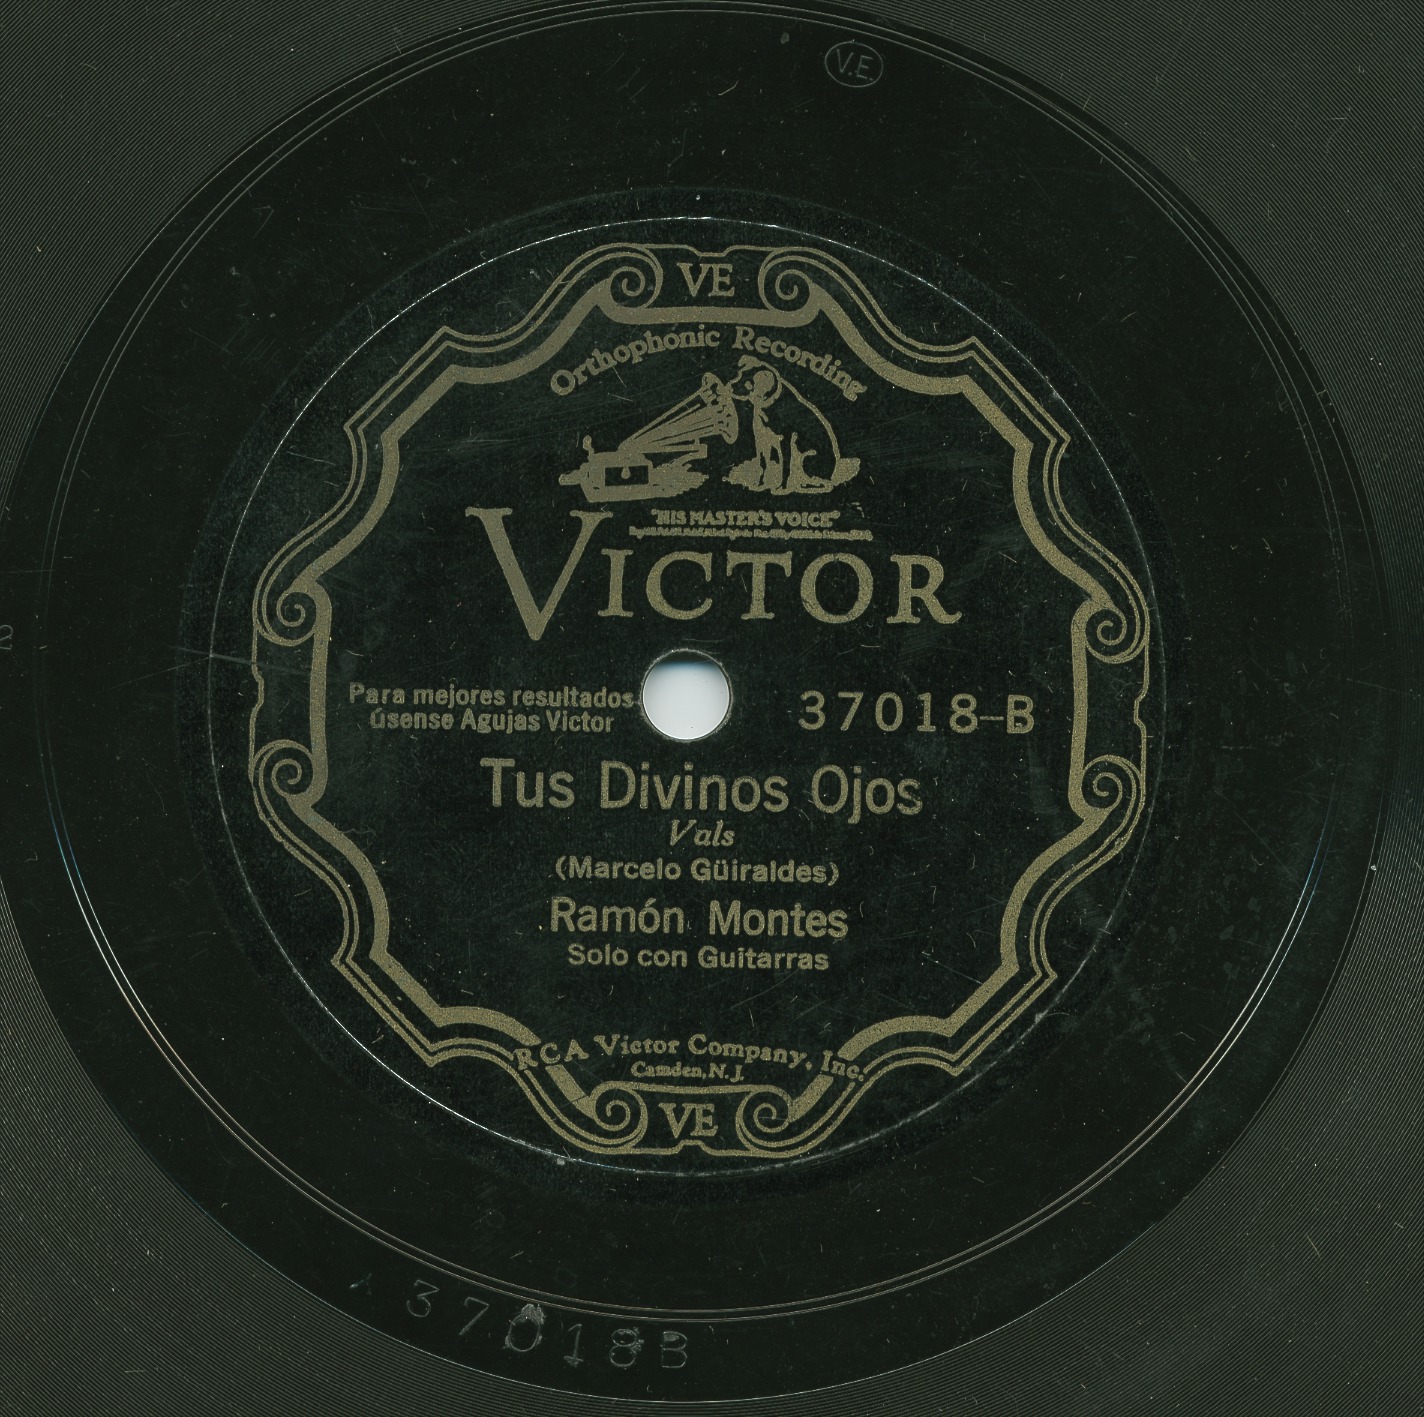 V.E.
VE
Orthophonic Recording
"HIS MASTER'S VOICE"
VICTOR
Para mejores resultados
úsense Agujas Victor
37018-B
Tus Divinos Ojos
Vals
(Marcelo Güiraldes)
Ramón Montes
Solo con Guitarras
RCA Victor Company, Inc.
Camden, N. J.
VE
A 37018B
2